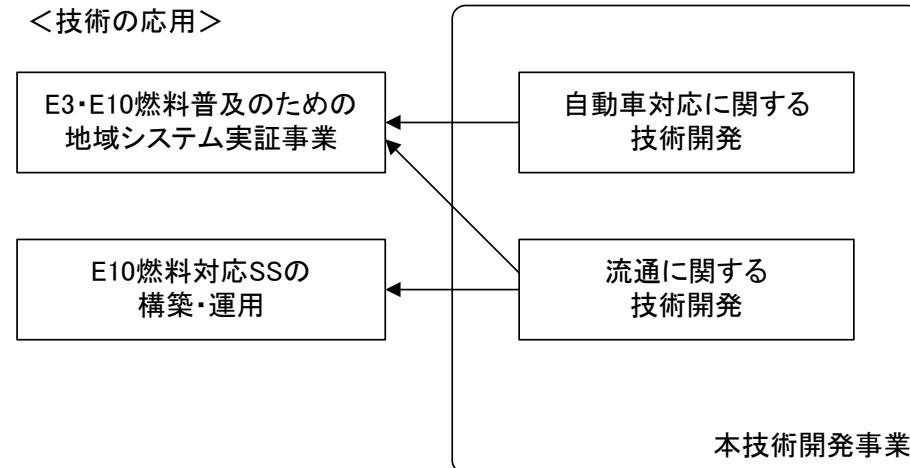 ＜技術の応用＞
E3・E10燃料普及のための
地域システム実証事業
自動車対応に関する
技術開発
E10燃料対応SSの
構築・運用
流通に関する
技術開発
本技術開発事業